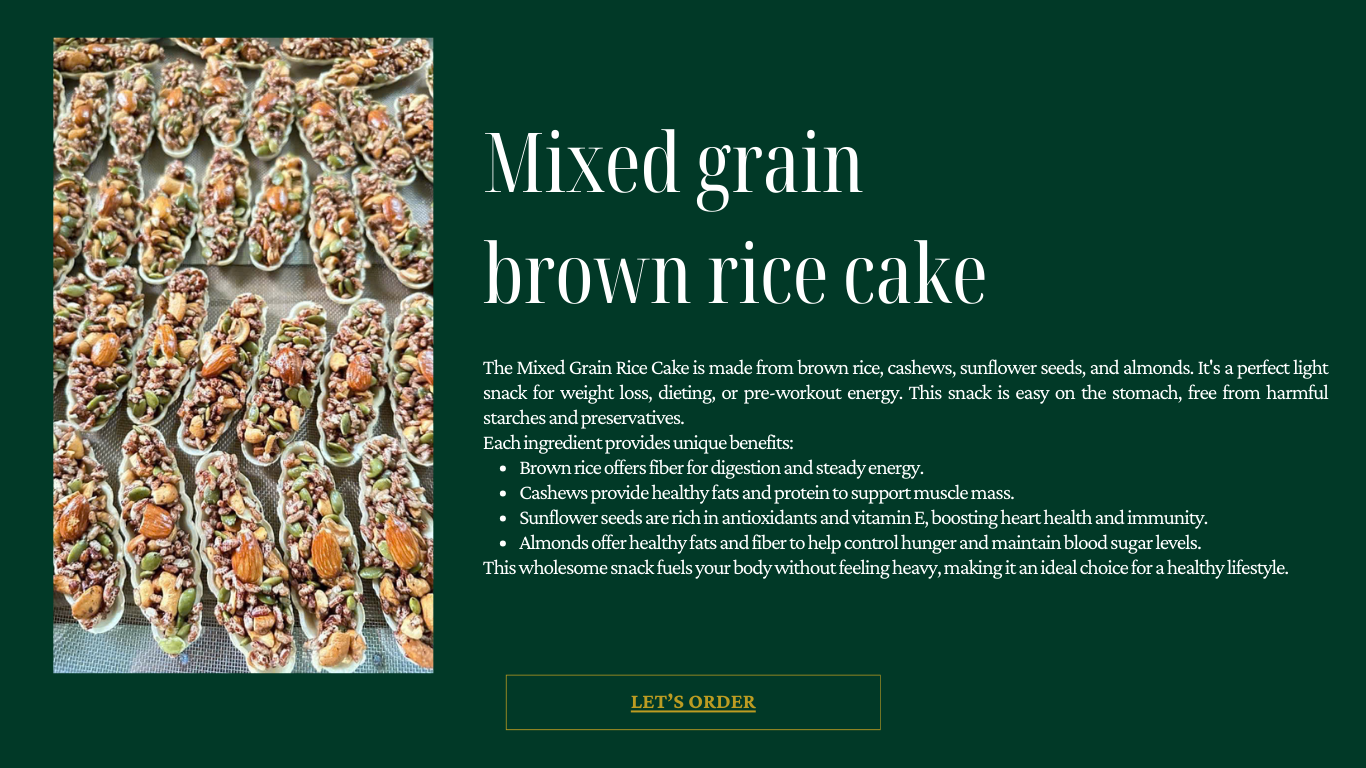 Mixed grain
brown rice cake
The Mixed Grain Rice Cake is made from brown rice, cashews, sunflower seeds, and almonds. It's a perfect light
snack for weight loss, dieting, or pre-workout energy. This snack is easy on the stomach, free from harmful
starches and preservatives.
Each ingredient provides unique benefits:
• Brown rice offers fiber for digestion and steady energy.
• Cashews provide healthy fats and protein to support muscle mass.
• Sunflower seeds are rich in antioxidants and vitamin E, boosting heart health and immunity.
• Almonds offer healthy fats and fiber to help control hunger and maintain blood sugar levels.
This wholesome snack fuels your body without feeling heavy, making it an ideal choice for a healthy lifestyle.
LET’S ORDER